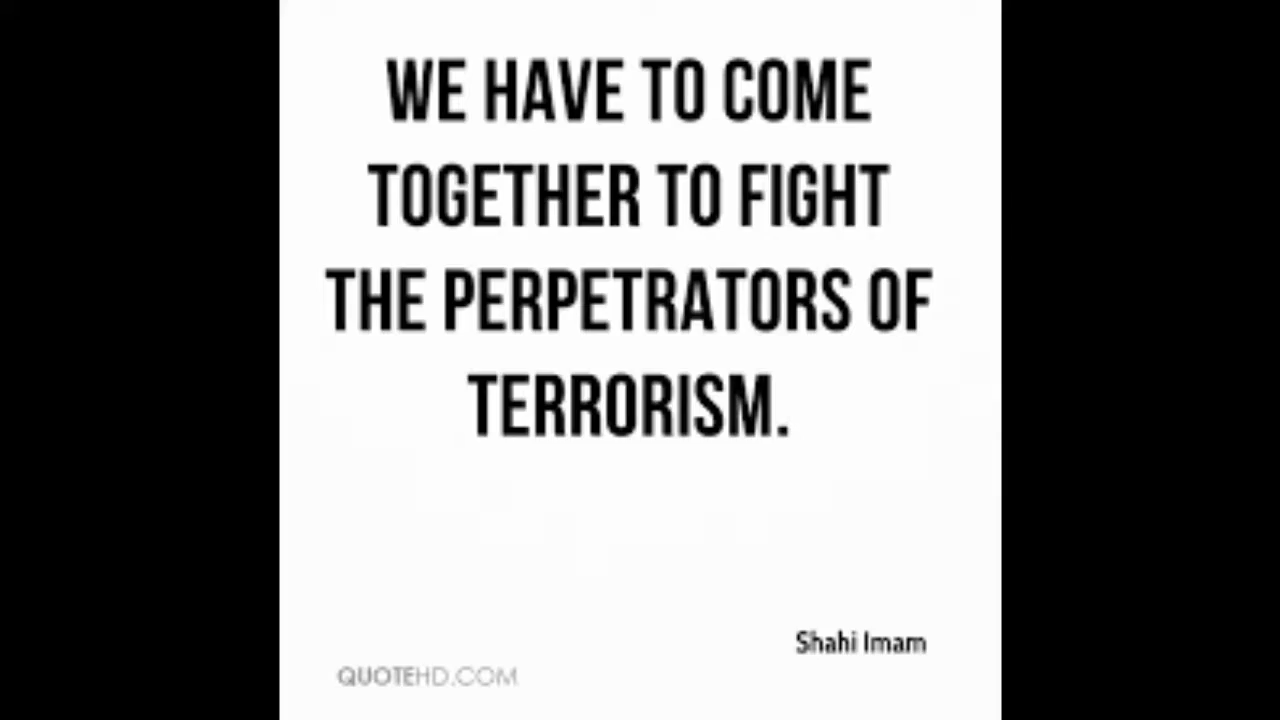 WE HAVE TO COME
TOGETHER TO FIGHT
THE PERPETRATORS OF
TERRORISM.
Shahi Imam
QUOTEHD.COM